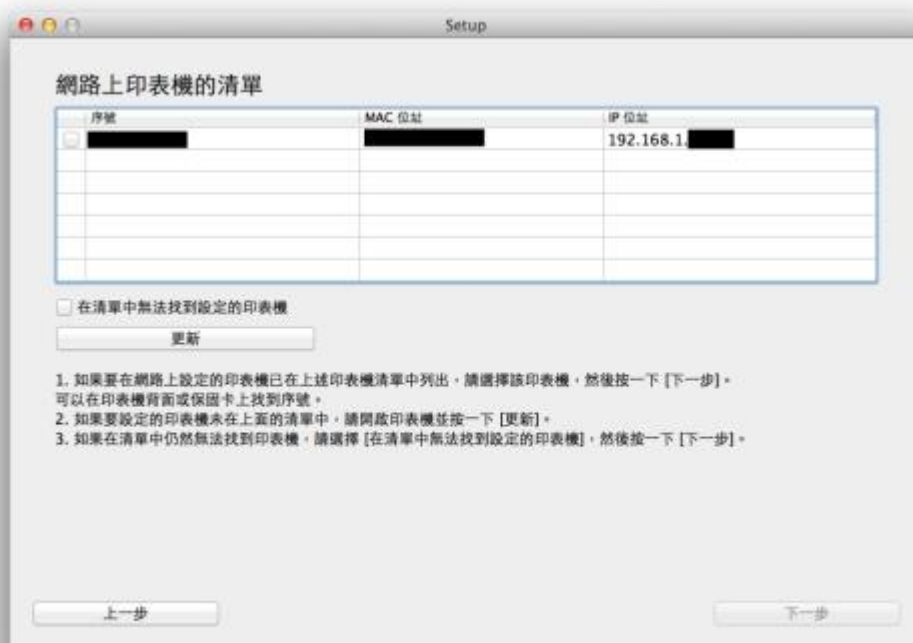 Setup
網路上印表機的清單
序號 MAC 位址 IP 位址
192.168.1.
在清單中無法找到設定的印表機
更新
1. 如果要在網路上設定的印表機已在上述印表機清單中列出，請選擇該印表機，然後按一下 [下一步]。
可以在印表機背面或保固卡上找到序號。
2. 如果要設定的印表機未在上面的清單中，請開啟印表機並按一下 [更新]。
3. 如果在清單中仍然無法找到印表機，請選擇 [在清單中無法找到設定的印表機]，然後按一下 [下一步]。
上一步 下一步